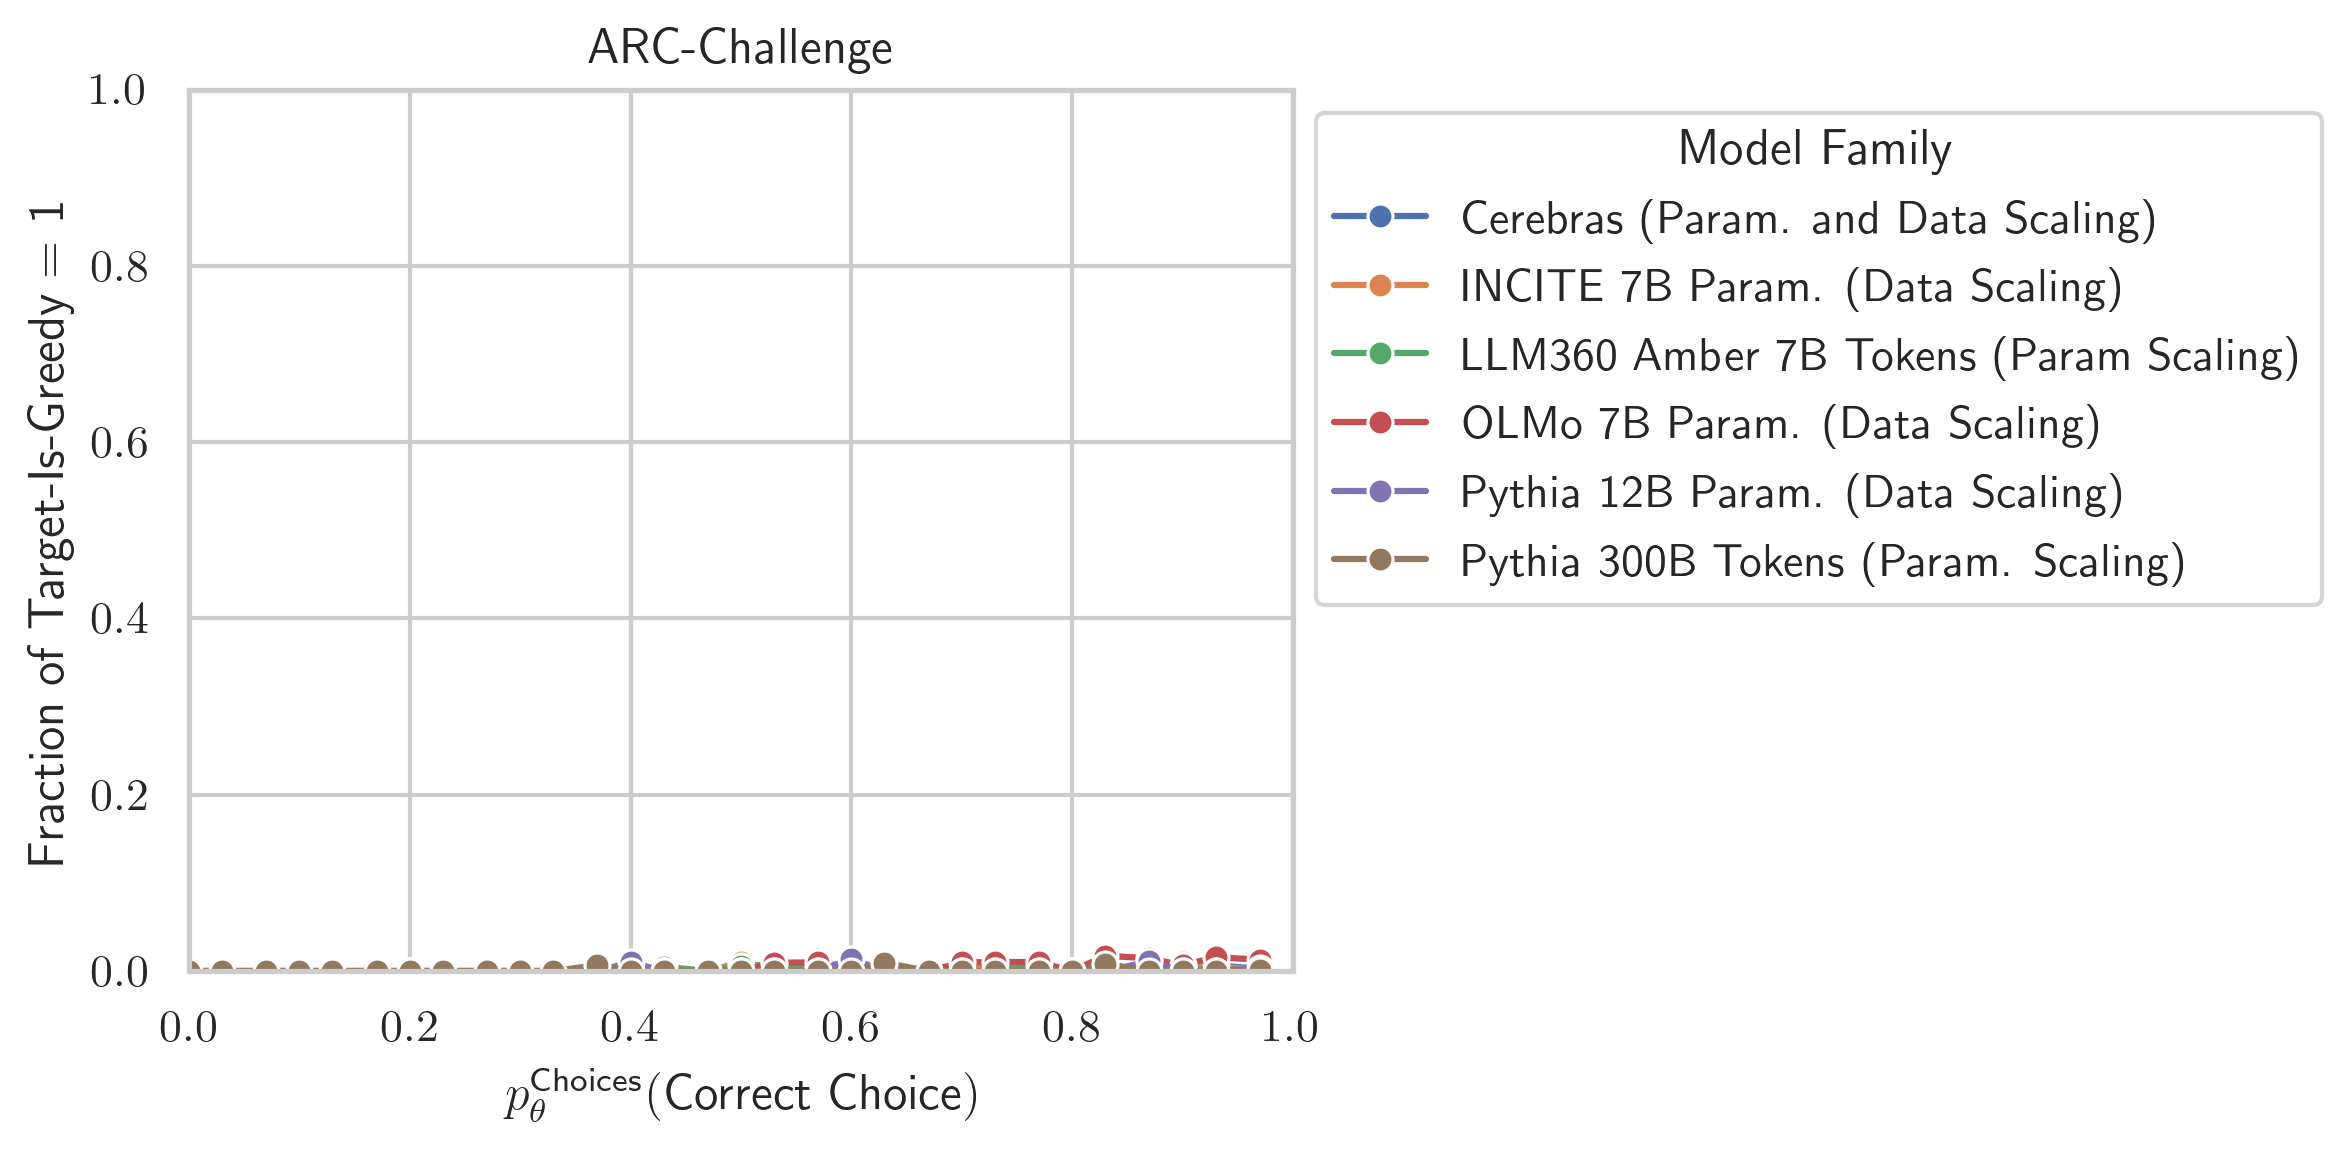 ARC-Challenge
1.0
0.8
0.6
0.4
0.2
0.0
Fraction of Target-Is-Greedy = 1
0.0 0.2 0.4 0.6 0.8 1.0
p_θ^Choices(Correct Choice)
Model Family
Cerebras (Param. and Data Scaling)
INCITE 7B Param. (Data Scaling)
LLM360 Amber 7B Tokens (Param Scaling)
OLMo 7B Param. (Data Scaling)
Pythia 12B Param. (Data Scaling)
Pythia 300B Tokens (Param. Scaling)